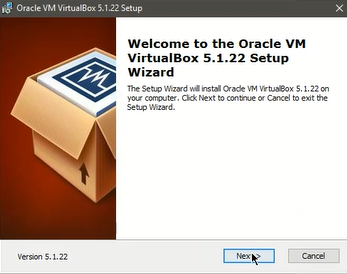 Oracle VM VirtualBox 5.1.22 Setup
Welcome to the Oracle VM
VirtualBox 5.1.22 Setup
Wizard
The Setup Wizard will install Oracle VM VirtualBox 5.1.22 on
your computer. Click Next to continue or Cancel to exit the
Setup Wizard.
Version 5.1.22
Next >
Cancel